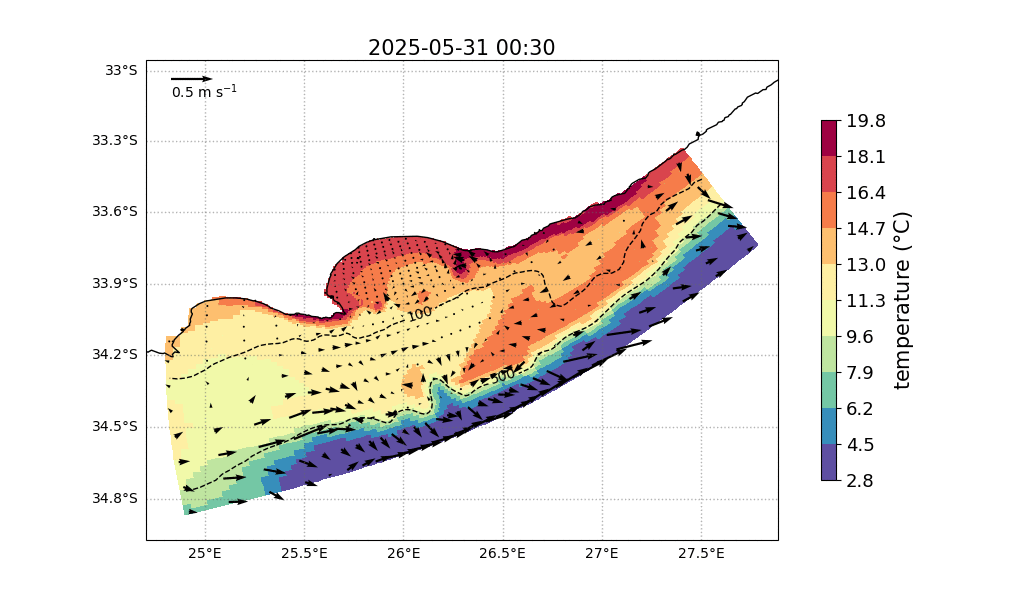 2025-05-31 00:30
0.5 m s⁻¹
33°S
33.3°S
33.6°S
33.9°S
34.2°S
34.5°S
34.8°S
100
500
25°E
25.5°E
26°E
26.5°E
27°E
27.5°E
19.8
18.1
16.4
14.7
13.0
11.3
9.6
7.9
6.2
4.5
2.8
temperature (°C)